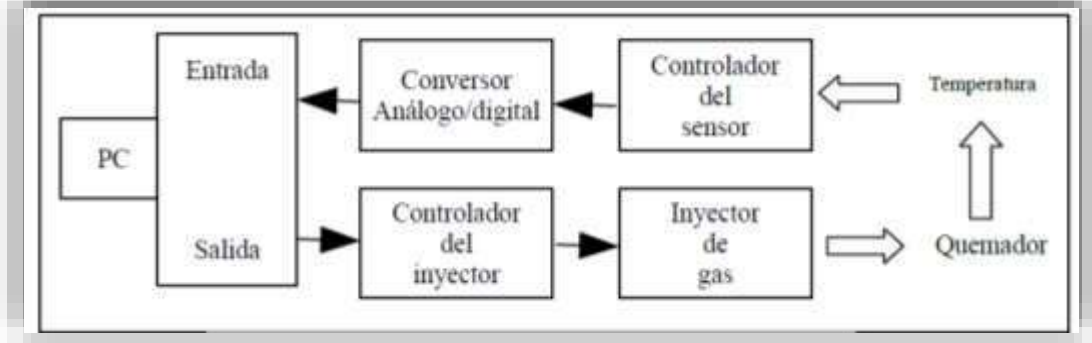 PC
Entrada
Salida
Conversor
Análogo/digital
Controlador
del
sensor
Temperatura
Controlador
del
inyector
Inyector
de
gas
Quemador